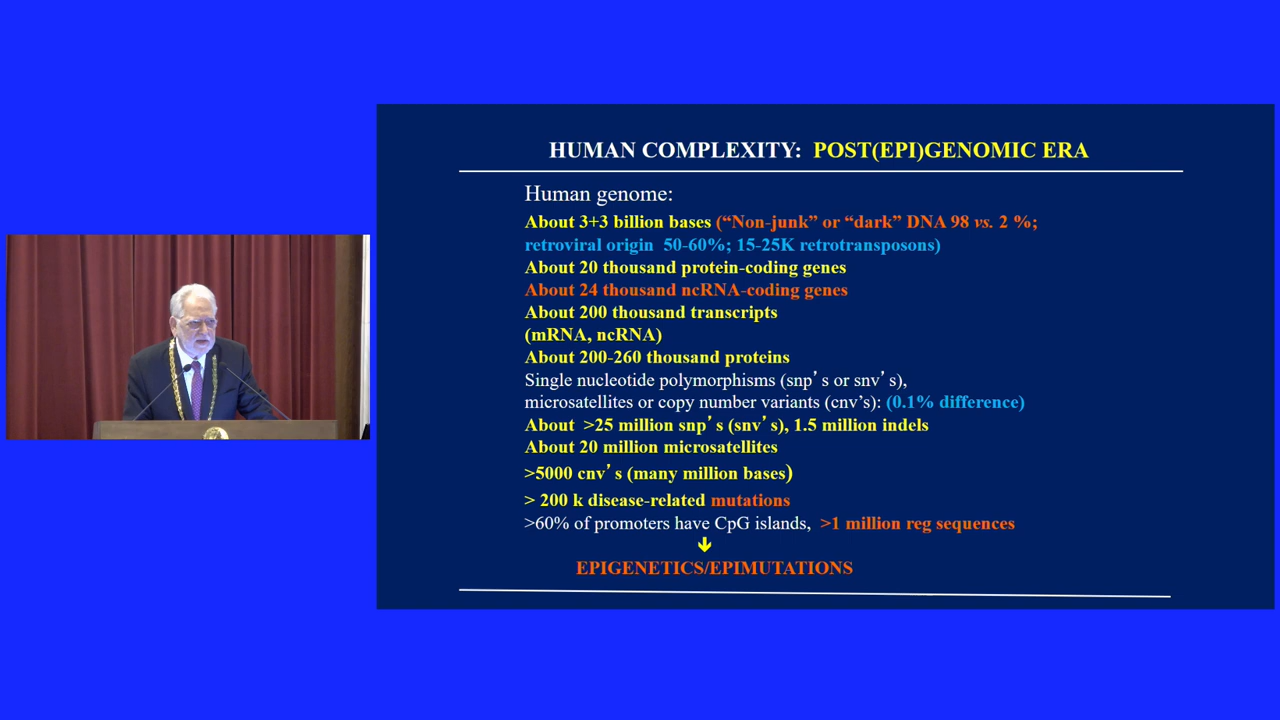 HUMAN COMPLEXITY: POST(EPI)GENOMIC ERA
Human genome:
About 3+3 billion bases (“Non-junk” or “dark” DNA 98 vs. 2 %;
retroviral origin 50-60%; 15-25K retrotransposons)
About 20 thousand protein-coding genes
About 24 thousand ncRNA-coding genes
About 200 thousand transcripts
(mRNA, ncRNA)
About 200-260 thousand proteins
Single nucleotide polymorphisms (snp’s or snv’s),
microsatellites or copy number variants (cnv’s): (0.1% difference)
About >25 million snp’s (snv’s), 1.5 million indels
About 20 million microsatellites
>5000 cnv’s (many million bases)
> 200 k disease-related mutations
>60% of promoters have CpG islands, >1 million reg sequences
EPIGENETICS/EPIMUTATIONS